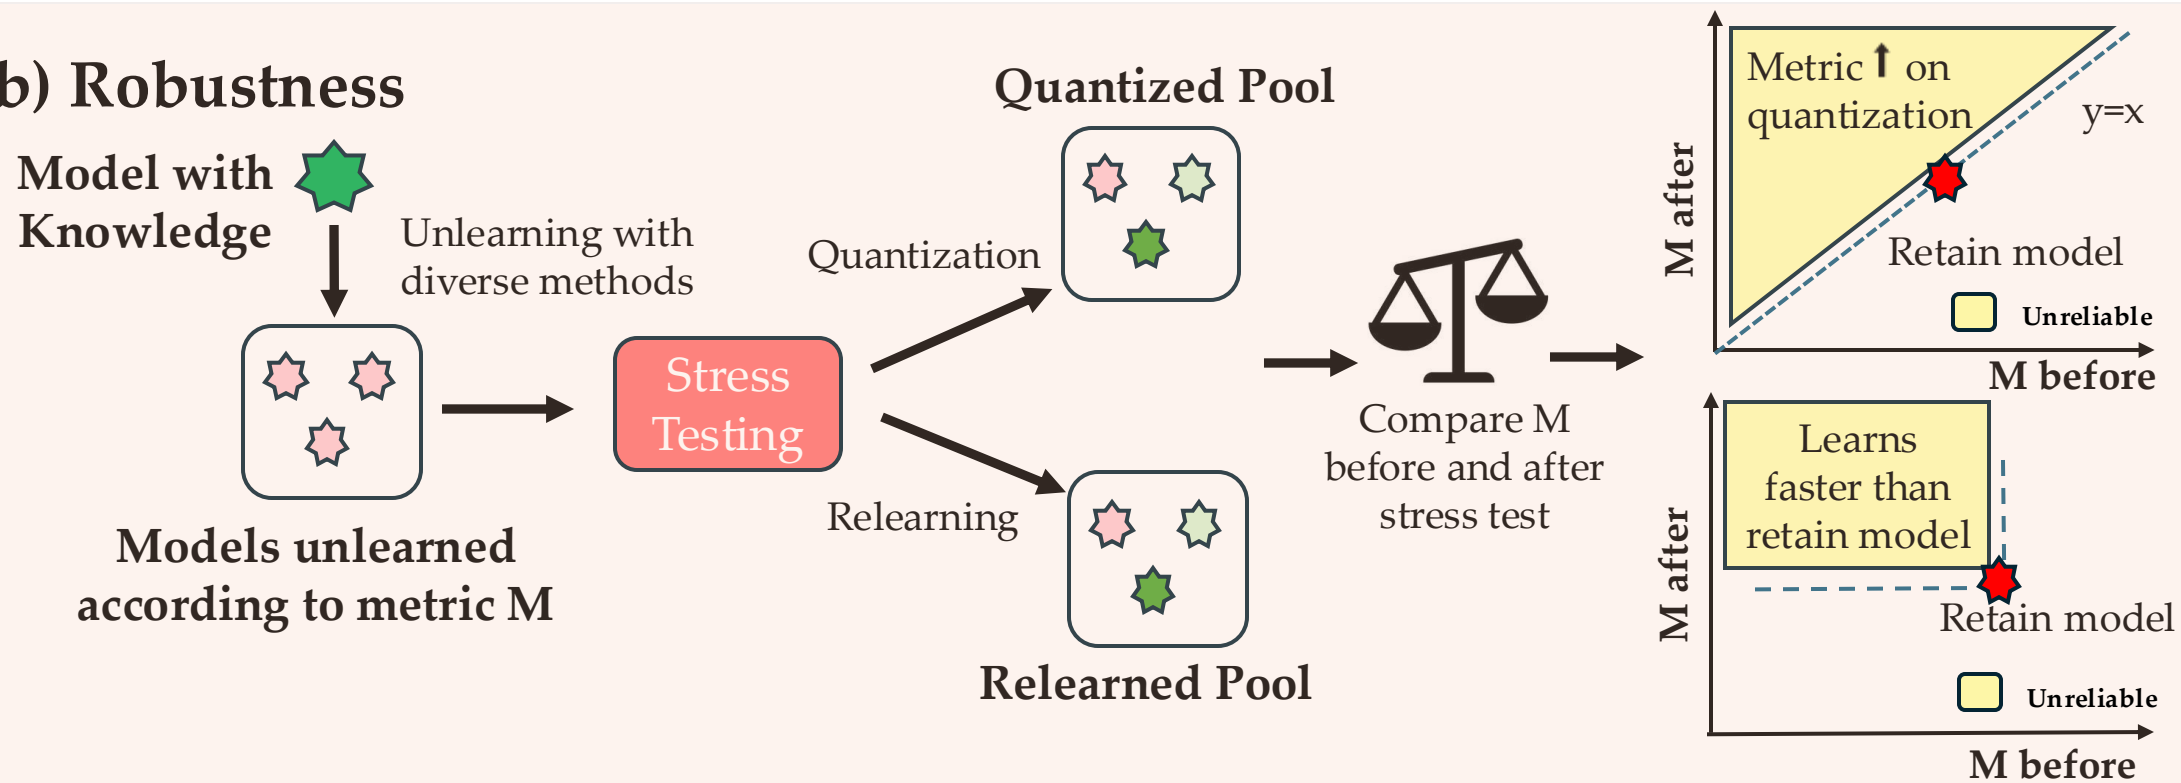 b) Robustness
Model with
Knowledge
Unlearning with
diverse methods
Models unlearned
according to metric M
Stress
Testing
Quantization
Relearning
Quantized Pool
Relearned Pool
Compare M
before and after
stress test
Metric ⬆ on
quantization
y=x
Retain model
Unreliable
M after
M before
Learns
faster than
retain model
Retain model
Unreliable
M after
M before